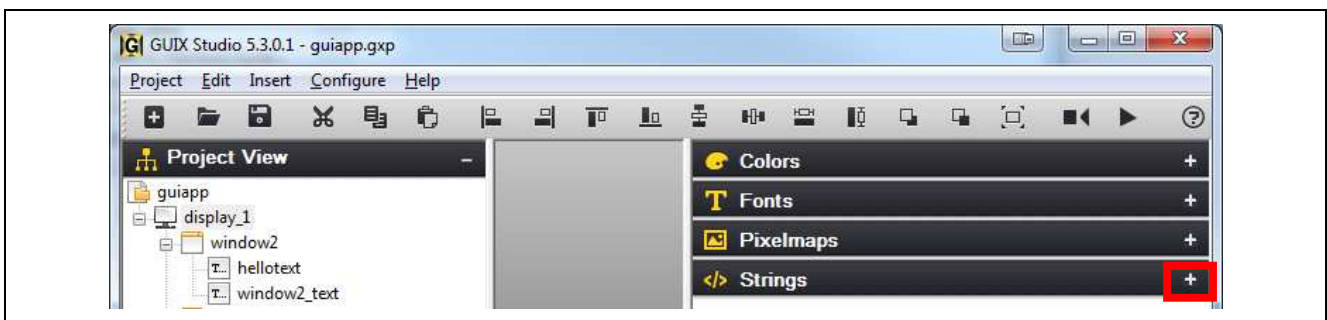 GUIX Studio 5.3.0.1 - guiapp.gxp
Project Edit Insert Configure Help
Project View
guiapp
display_1
window2
hellotext
window2_text
Colors
Fonts
Pixelmaps
Strings